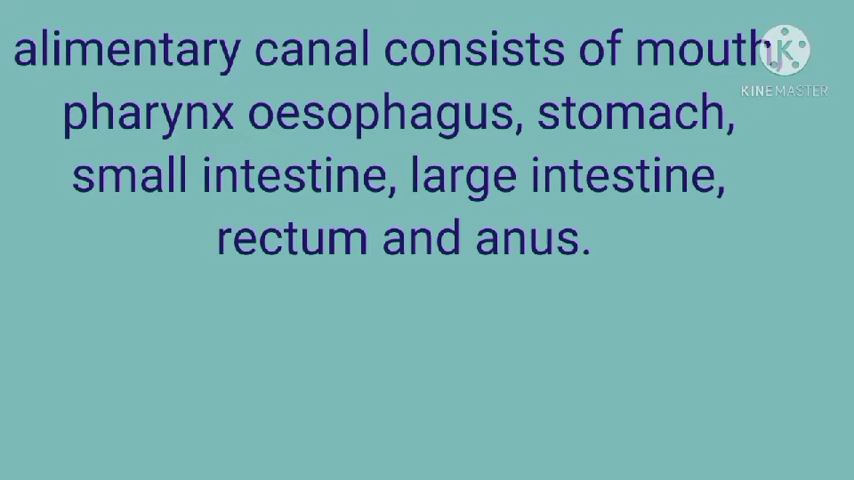 alimentary canal consists of mouth,
pharynx oesophagus, stomach,
small intestine, large intestine,
rectum and anus.
K
KINEMASTER